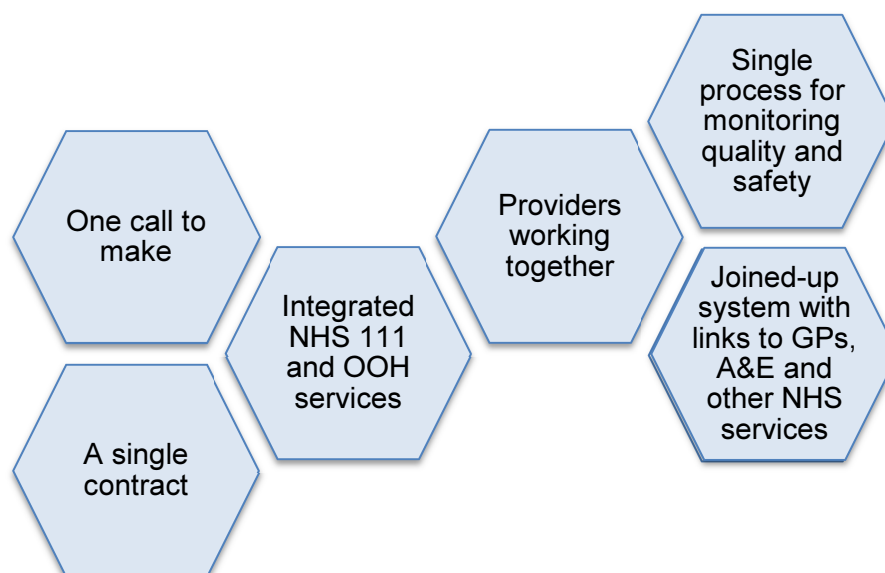 One call to
make
A single
contract
Integrated
NHS 111
and OOH
services
Providers
working
together
Single
process for
monitoring
quality and
safety
Joined-up
system with
links to GPs,
A&E and
other NHS
services